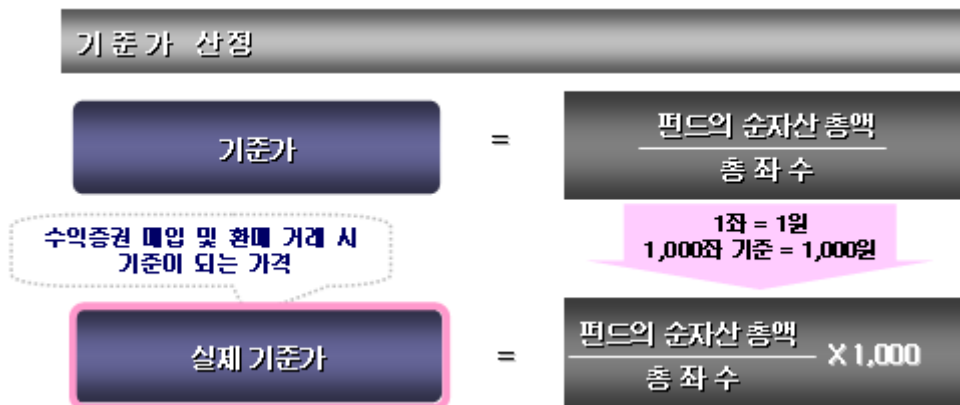 기준가 산정
기준가
=
펀드의 순자산 총액
총 좌 수
수익증권 매입 및 환매 거래 시
기준이 되는 가격
1좌 = 1원
1,000좌 기준 = 1,000원
실제 기준가
=
펀드의 순자산 총액
총 좌 수
X 1,000